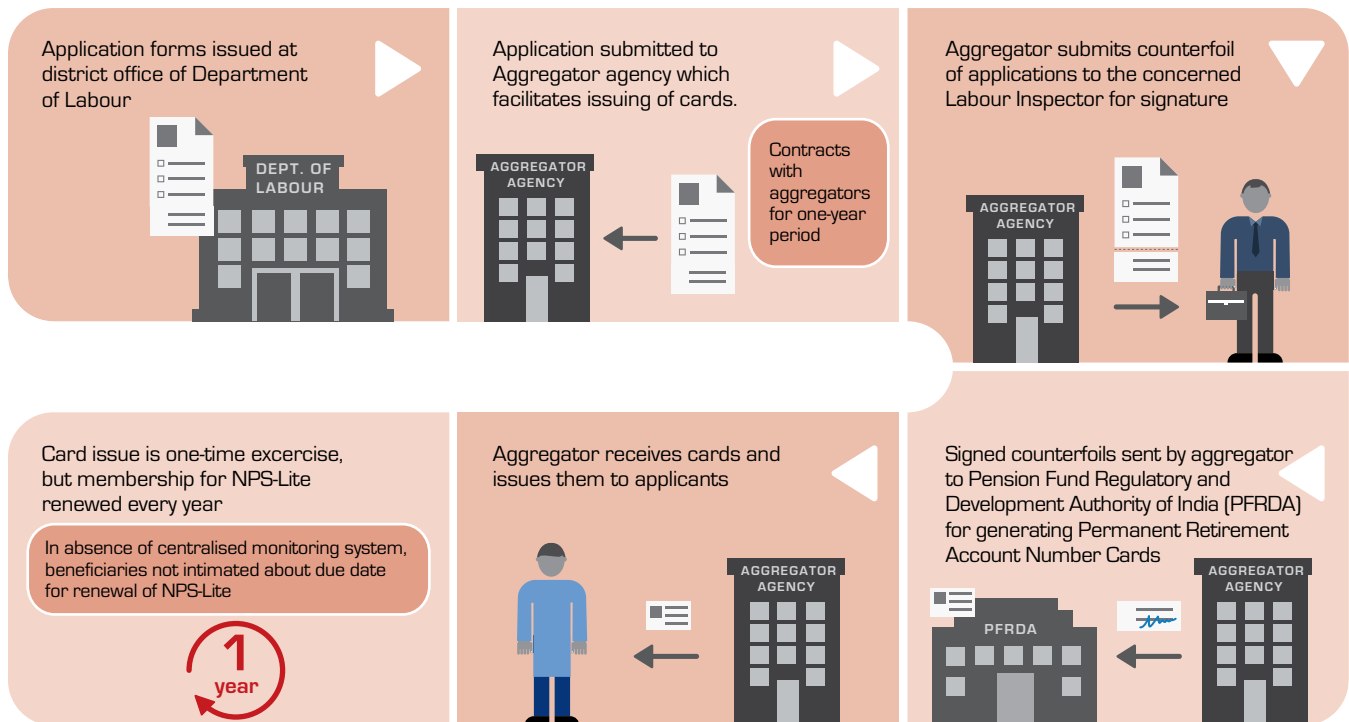 Application forms issued at
district office of Department
of Labour
DEPT. OF
LABOUR
Application submitted to
Aggregator agency which
facilitates issuing of cards.
AGGREGATOR
AGENCY
Contracts
with
aggregators
for one-year
period
Aggregator submits counterfoil
of applications to the concerned
Labour Inspector for signature
AGGREGATOR
AGENCY
Signed counterfoils sent by aggregator
to Pension Fund Regulatory and
Development Authority of India (PFRDA)
for generating Permanent Retirement
Account Number Cards
PFRDA
AGGREGATOR
AGENCY
Aggregator receives cards and
issues them to applicants
AGGREGATOR
AGENCY
Card issue is one-time excercise,
but membership for NPS-Lite
renewed every year
In absence of centralised monitoring system,
beneficiaries not intimated about due date
for renewal of NPS-Lite
1
year